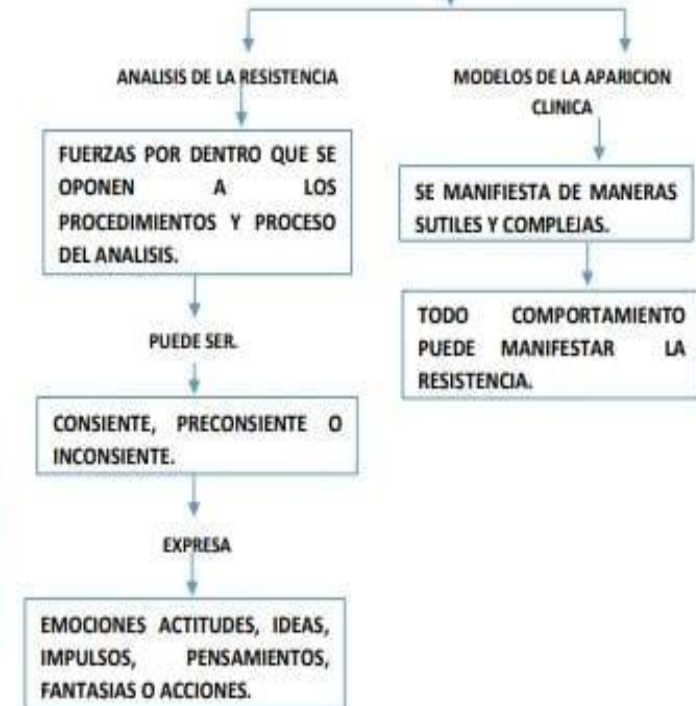 ANALISIS DE LA RESISTENCIA
FUERZAS POR DENTRO QUE SE
OPONEN A LOS
PROCEDIMIENTOS Y PROCESO
DEL ANALISIS.
PUEDE SER.
CONSIENTE, PRECONSIENTE O
INCONSIENTE.
EXPRESA
EMOCIONES ACTITUDES, IDEAS,
IMPULSOS, PENSAMIENTOS,
FANTASIAS O ACCIONES.
MODELOS DE LA APARICION
CLINICA
SE MANIFIESTA DE MANERAS
SUTILES Y COMPLEJAS.
TODO COMPORTAMIENTO
PUEDE MANIFESTAR LA
RESISTENCIA.